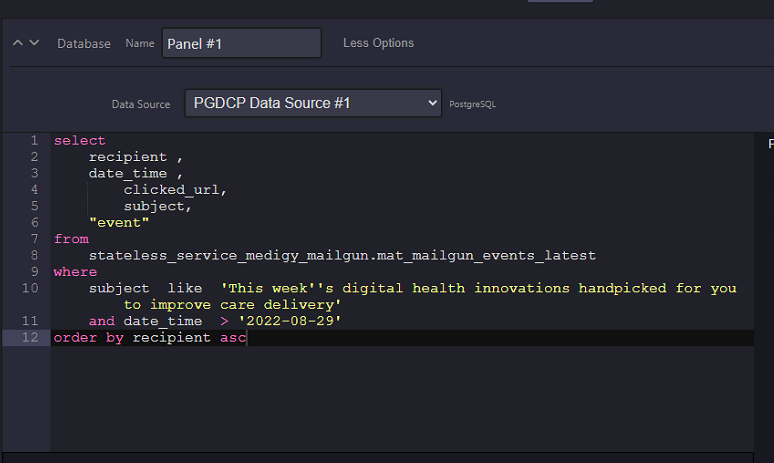 Database Name Panel #1 Less Options
Data Source PGDCP Data Source #1 PostgreSQL
1 select
2 recipient ,
3 date_time ,
4 clicked_url,
5 subject,
6 "event"
7 from
8 stateless_service_medigy_mailgun.mat_mailgun_events_latest
9 where
10 subject like 'This week''s digital health innovations handpicked for you
to improve care delivery'
11 and date_time > '2022-08-29'
12 order by recipient asc